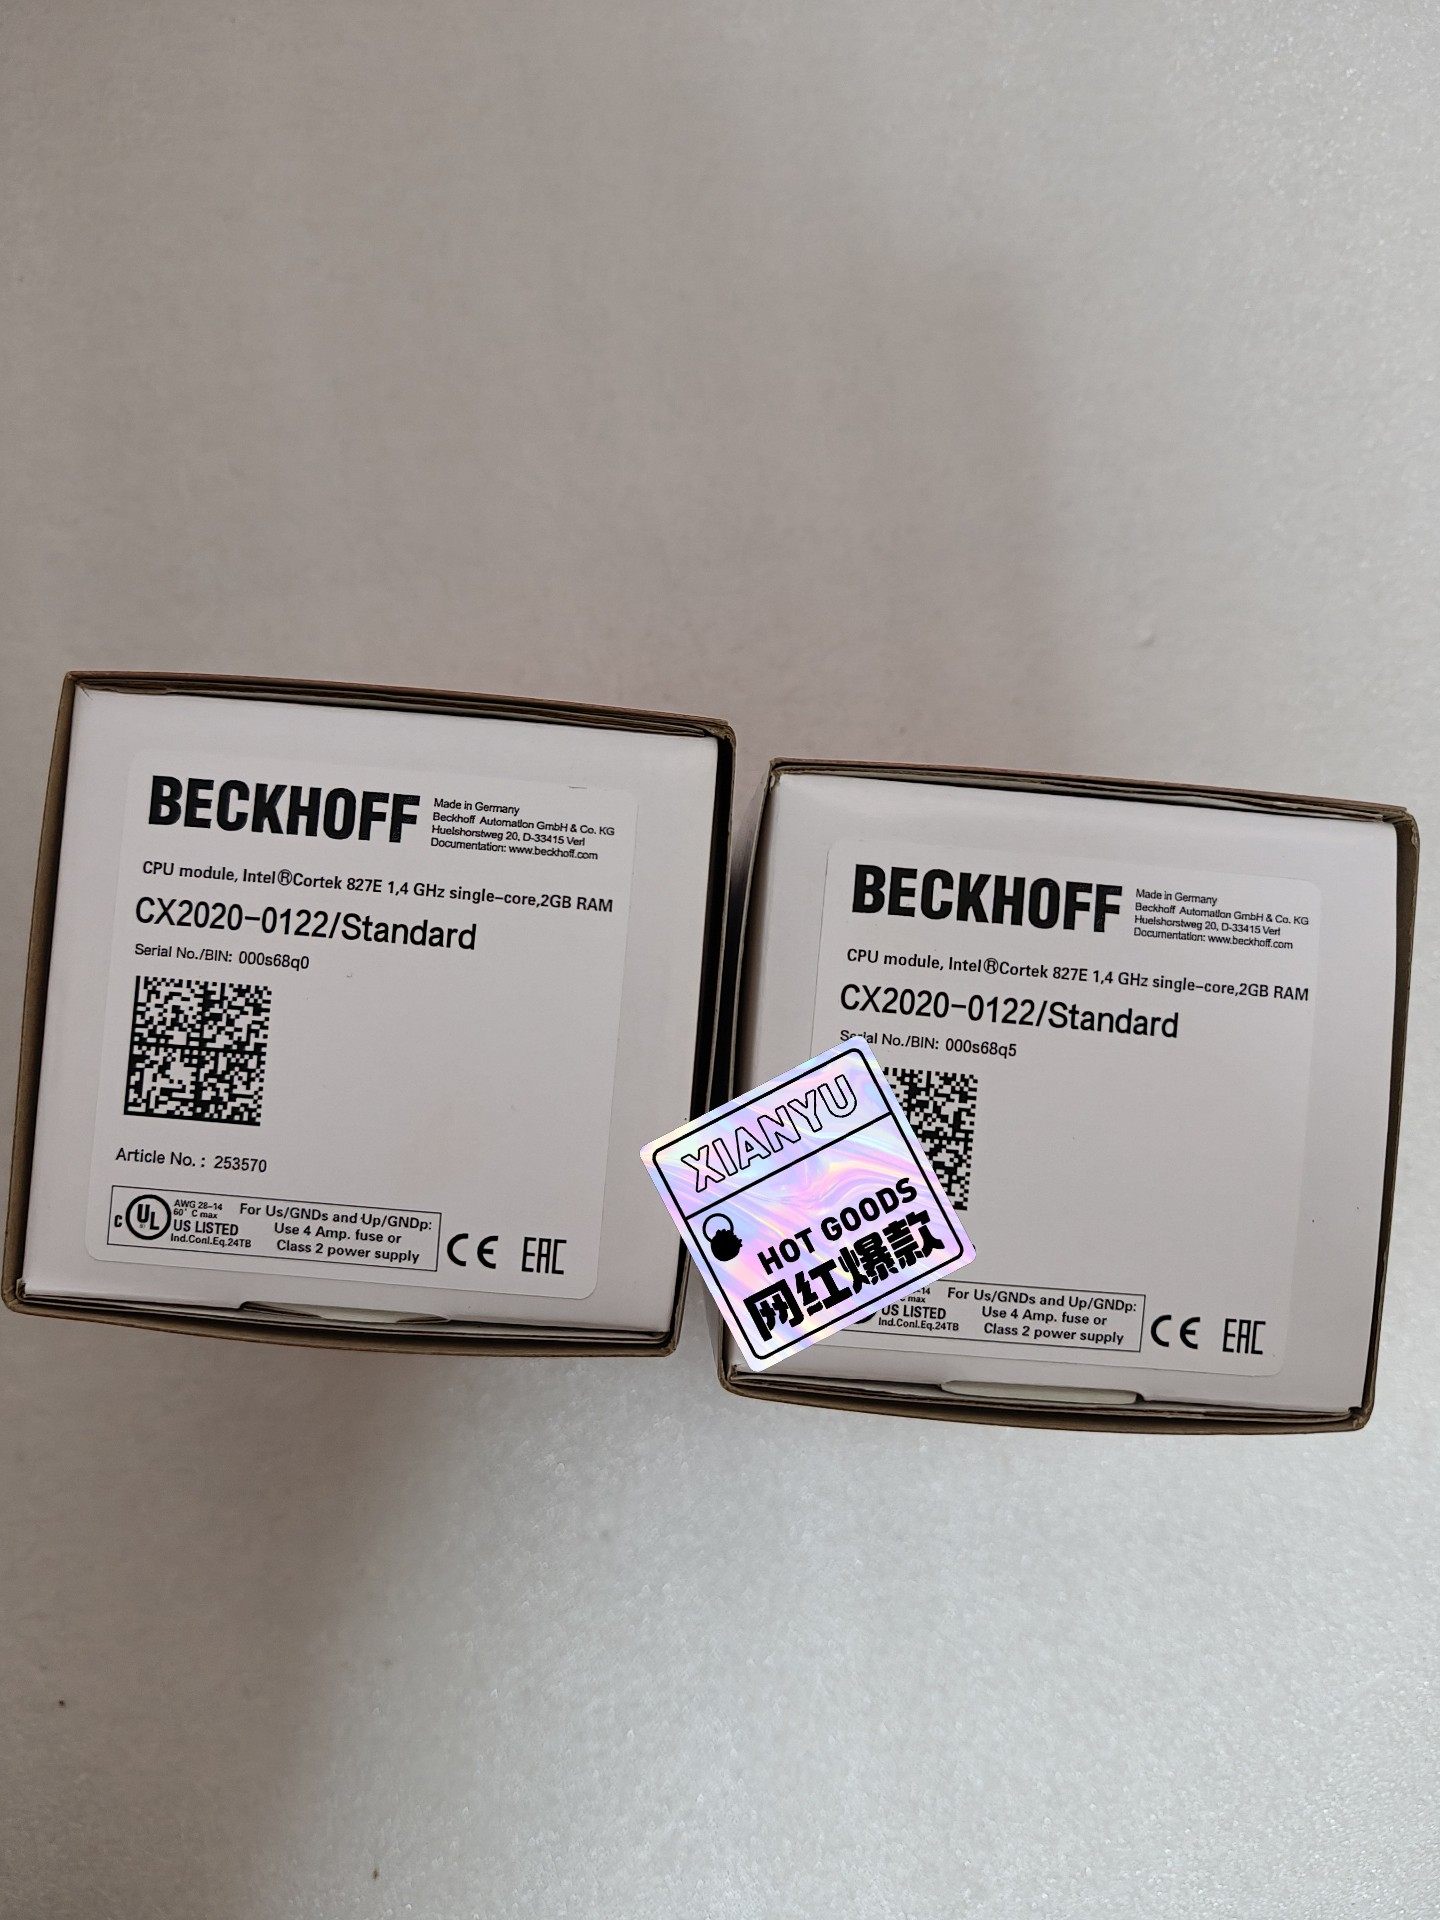 BECKHOFF
Made in Germany
Beckhoff Automation GmbH & Co. KG
Huelshorstweg 20, D-33415 Verl
Documentation: www.beckhoff.com
CPU module, Intel®Cortek 827E 1,4 GHz single-core,2GB RAM
CX2020-0122/Standard
Serial No./BIN: 000s68q0
Article No.: 253570
c UL
AWG 28-14
60°C max
US LISTED
Ind.Conl.Eq.24TB
For Us/GNDs and Up/GNDp:
Use 4 Amp. fuse or
Class 2 power supply
CE EAC
BECKHOFF
Made in Germany
Beckhoff Automation GmbH & Co. KG
Huelshorstweg 20, D-33415 Verl
Documentation: www.beckhoff.com
CPU module, Intel®Cortek 827E 1,4 GHz single-core,2GB RAM
CX2020-0122/Standard
Serial No./BIN: 000s68q5
-14
max
US LISTED
Ind.Conl.Eq.24TB
For Us/GNDs and Up/GNDp:
Use 4 Amp. fuse or
Class 2 power supply
CE EAC
XIANYU
HOT GOODS
网红爆款